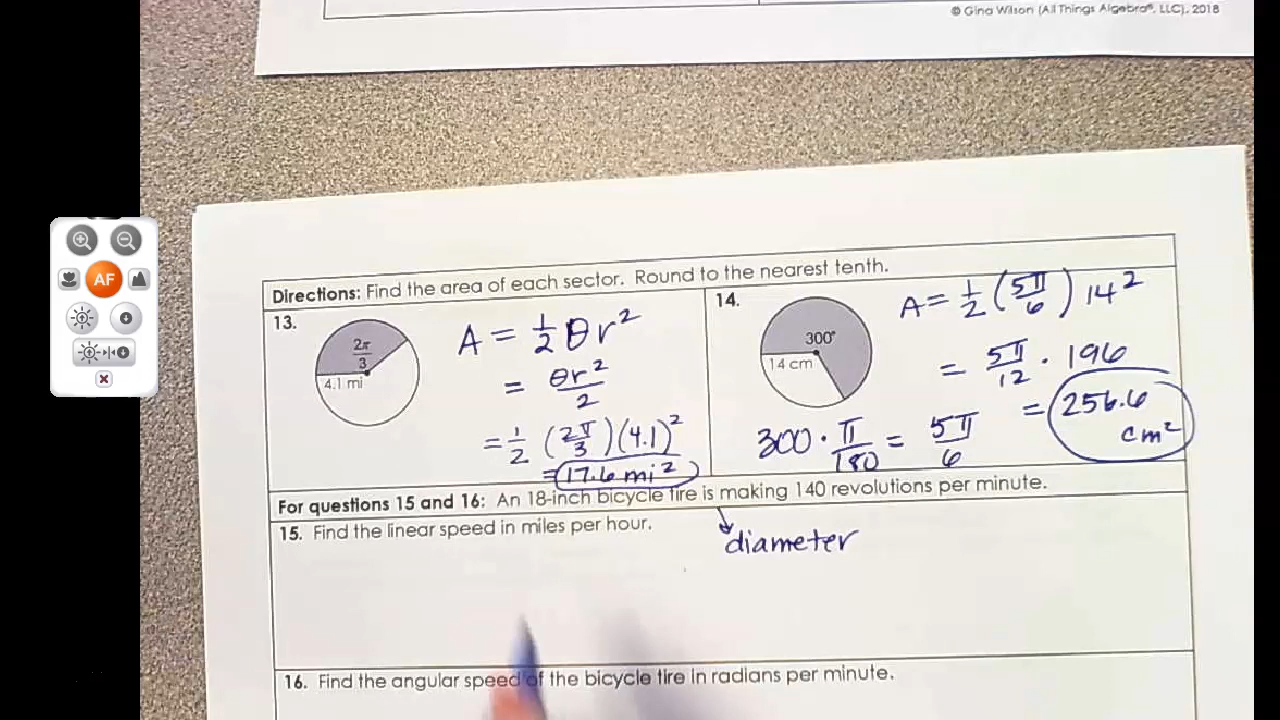 © Gina Wilson (All Things Algebra®, LLC), 2018
AF
Directions: Find the area of each sector. Round to the nearest tenth.
13.
2π/3
4.1 mi
A = 1/2 θr²
= θr²/2
= 1/2 (2π/3)(4.1)²
= 17.6 mi²
14.
300°
14 cm
A = 1/2 (5π/6) 14²
= 5π/12 · 196
= 256.6 cm²
300 · π/180 = 5π/6
For questions 15 and 16: An 18-inch bicycle tire is making 140 revolutions per minute.
15. Find the linear speed in miles per hour.
diameter
16. Find the angular speed of the bicycle tire in radians per minute.